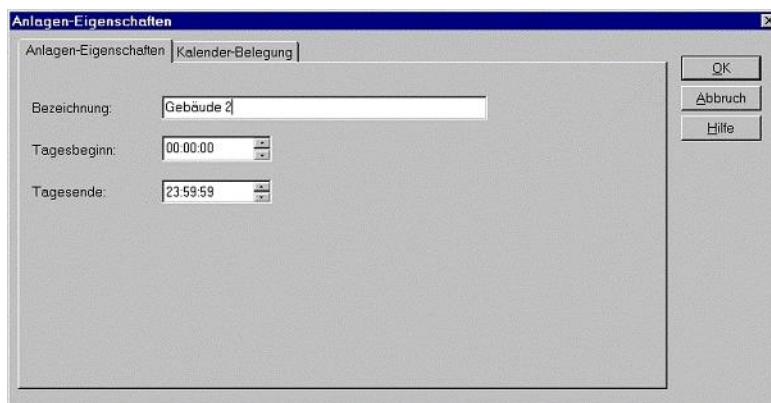 Anlagen-Eigenschaften
Anlagen-Eigenschaften Kalender-Belegung
OK
Bezeichnung: Gebäude 2
Abbruch
Hilfe
Tagesbeginn: 00:00:00
Tagesende: 23:59:59